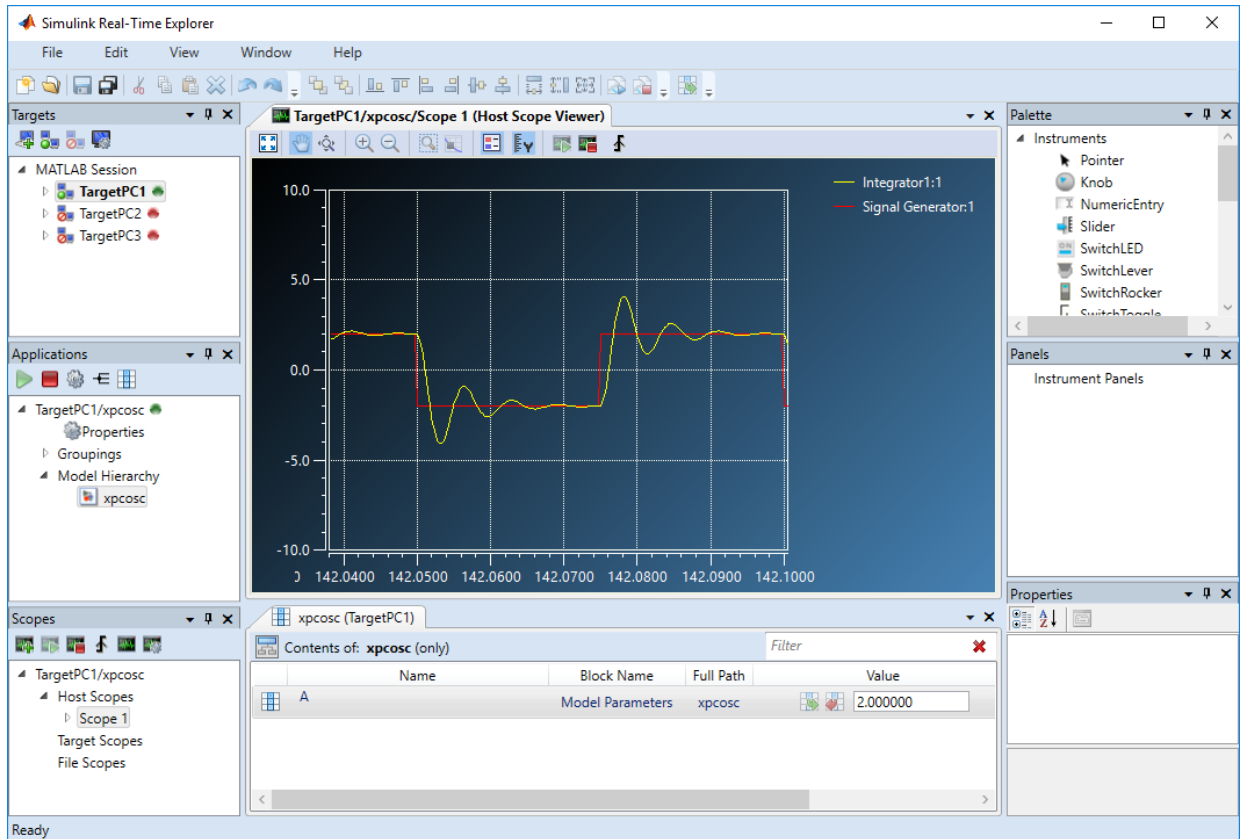 Simulink Real-Time Explorer
File Edit View Window Help
Targets
MATLAB Session
TargetPC1
TargetPC2
TargetPC3
Applications
TargetPC1/xpcosc
Properties
Groupings
Model Hierarchy
xpcosc
Scopes
TargetPC1/xpcosc
Host Scopes
Scope 1
Target Scopes
File Scopes
TargetPC1/xpcosc/Scope 1 (Host Scope Viewer)
Integrator1:1
Signal Generator:1
10.0
5.0
0.0
-5.0
-10.0
142.0400 142.0500 142.0600 142.0700 142.0800 142.0900 142.1000
xpcosc (TargetPC1)
Contents of: xpcosc (only) Filter
Name Block Name Full Path Value
A Model Parameters xpcosc 2.000000
Palette
Instruments
Pointer
Knob
NumericEntry
Slider
SwitchLED
SwitchLever
SwitchRocker
SwitchToggle
Panels
Instrument Panels
Properties
Ready